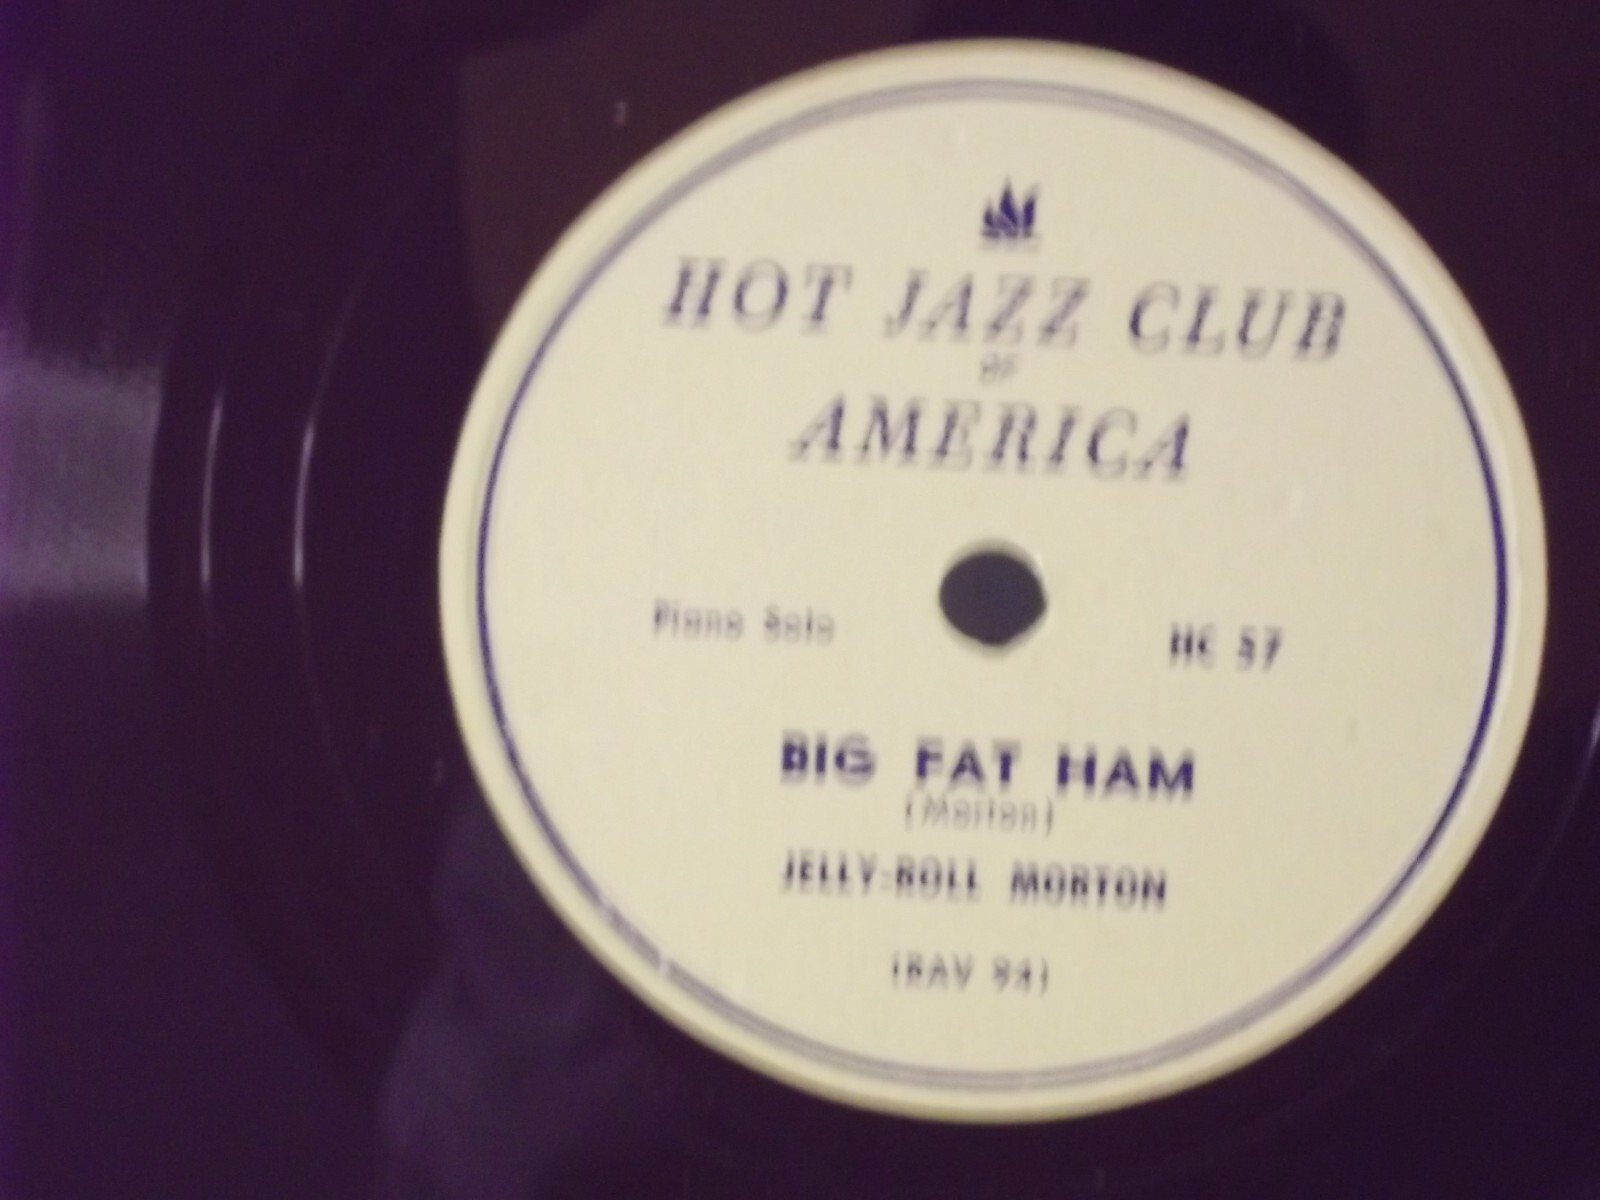 HOT JAZZ CLUB
OF
AMERICA
Piano Solo
HC 57
BIG FAT HAM
(Morton)
JELLY-ROLL MORTON
(RAV 94)